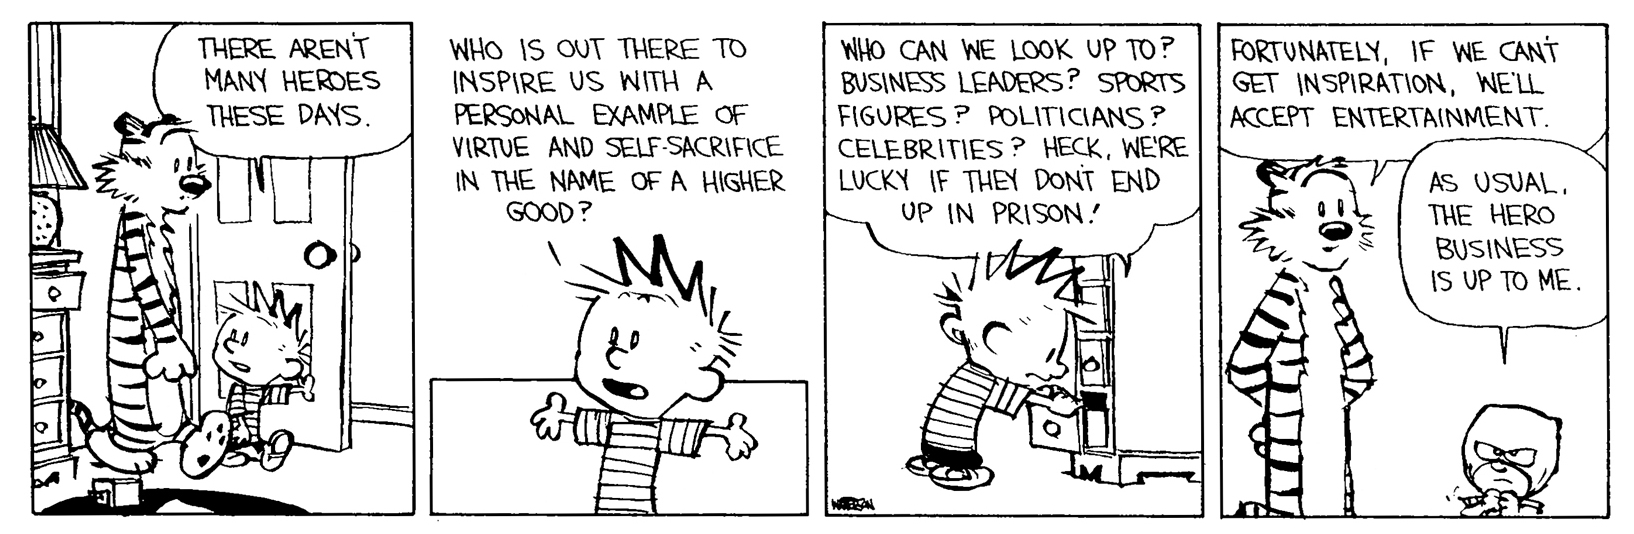 THERE AREN'T
MANY HEROES
THESE DAYS.
WHO IS OUT THERE TO
INSPIRE US WITH A
PERSONAL EXAMPLE OF
VIRTUE AND SELF-SACRIFICE
IN THE NAME OF A HIGHER
GOOD?
WHO CAN WE LOOK UP TO?
BUSINESS LEADERS? SPORTS
FIGURES? POLITICIANS?
CELEBRITIES? HECK, WE'RE
LUCKY IF THEY DON'T END
UP IN PRISON!
WATTERSON
FORTUNATELY, IF WE CAN'T
GET INSPIRATION, WE'LL
ACCEPT ENTERTAINMENT.
AS USUAL,
THE HERO
BUSINESS
IS UP TO ME.